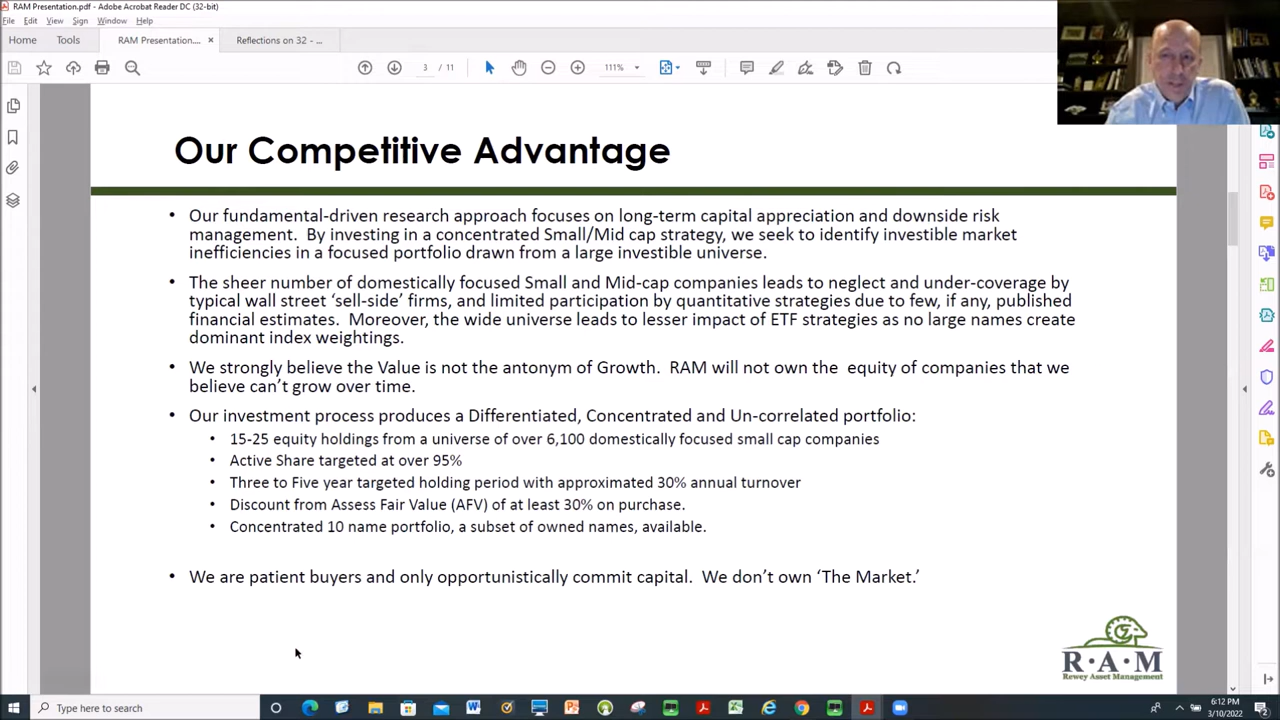 RAM Presentation.pdf - Adobe Acrobat Reader DC (32-bit)
File Edit View Sign Window Help
Home Tools RAM Presentation.... × Reflections on 32 - ...
3 / 11 111%
Our Competitive Advantage
• Our fundamental-driven research approach focuses on long-term capital appreciation and downside risk
management. By investing in a concentrated Small/Mid cap strategy, we seek to identify investible market
inefficiencies in a focused portfolio drawn from a large investible universe.
• The sheer number of domestically focused Small and Mid-cap companies leads to neglect and under-coverage by
typical wall street ‘sell-side’ firms, and limited participation by quantitative strategies due to few, if any, published
financial estimates. Moreover, the wide universe leads to lesser impact of ETF strategies as no large names create
dominant index weightings.
• We strongly believe the Value is not the antonym of Growth. RAM will not own the equity of companies that we
believe can’t grow over time.
• Our investment process produces a Differentiated, Concentrated and Un-correlated portfolio:
• 15-25 equity holdings from a universe of over 6,100 domestically focused small cap companies
• Active Share targeted at over 95%
• Three to Five year targeted holding period with approximated 30% annual turnover
• Discount from Assess Fair Value (AFV) of at least 30% on purchase.
• Concentrated 10 name portfolio, a subset of owned names, available.
• We are patient buyers and only opportunistically commit capital. We don’t own ‘The Market.’
R·A·M
Rewey Asset Management
Type here to search
6:12 PM
3/10/2022